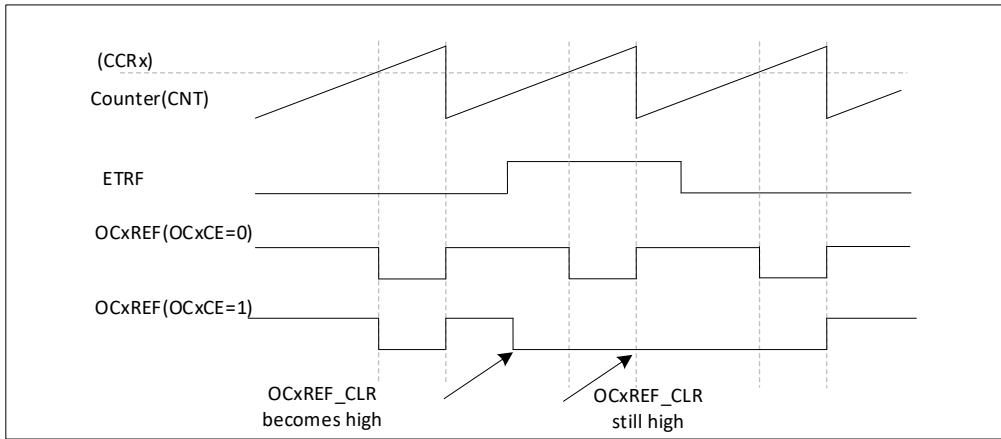 (CCRx)
Counter(CNT)
ETRF
OCxREF(OCxCE=0)
OCxREF(OCxCE=1)
OCxREF_CLR
becomes high
OCxREF_CLR
still high